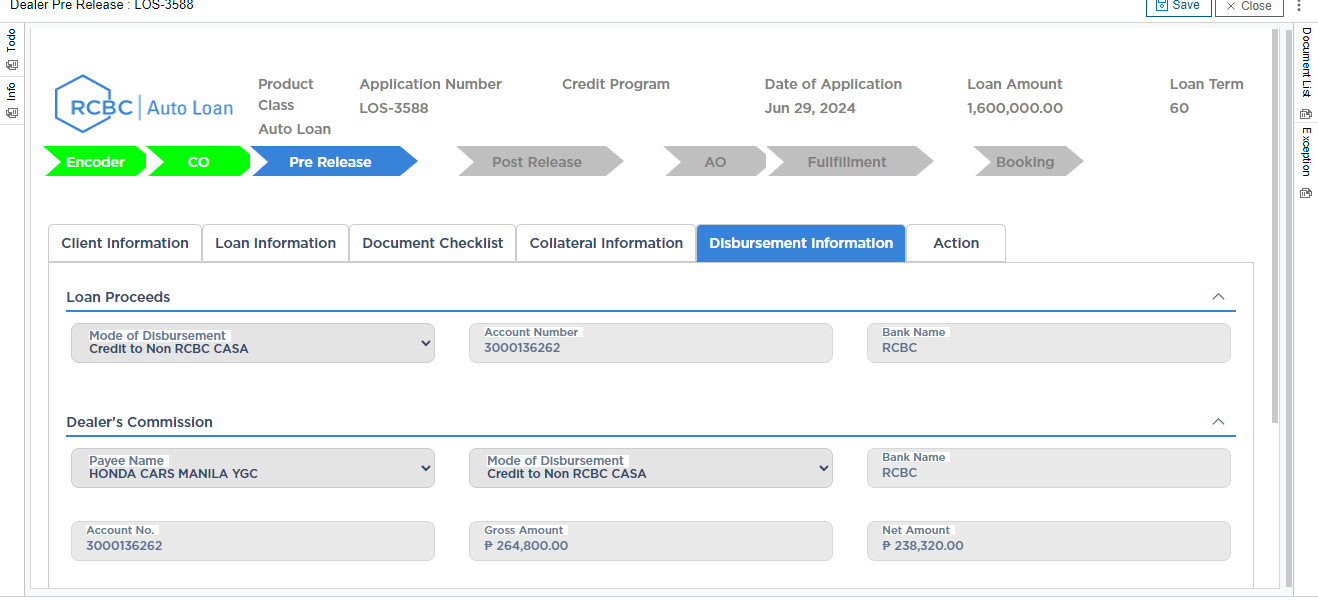 Dealer Pre Release : LOS-3588
Save
Close
Todo
Info
Document List
Exception
RCBC Auto Loan
Product Class
Auto Loan
Application Number
LOS-3588
Credit Program
Date of Application
Jun 29, 2024
Loan Amount
1,600,000.00
Loan Term
60
Encoder
CO
Pre Release
Post Release
AO
Fullfillment
Booking
Client Information
Loan Information
Document Checklist
Collateral Information
Disbursement Information
Action
Loan Proceeds
Mode of Disbursement
Credit to Non RCBC CASA
Account Number
3000136262
Bank Name
RCBC
Dealer's Commission
Payee Name
HONDA CARS MANILA YGC
Mode of Disbursement
Credit to Non RCBC CASA
Bank Name
RCBC
Account No.
3000136262
Gross Amount
₱ 264,800.00
Net Amount
₱ 238,320.00